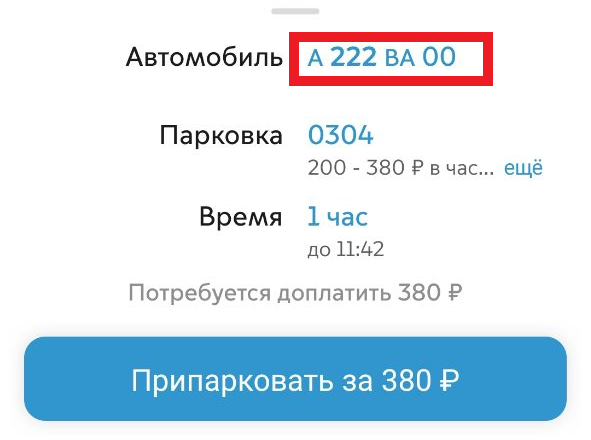 Автомобиль А 222 ВА 00
Парковка 0304
200 - 380 ₽ в час... ещё
Время 1 час
до 11:42
Потребуется доплатить 380 ₽
Припарковать за 380 ₽